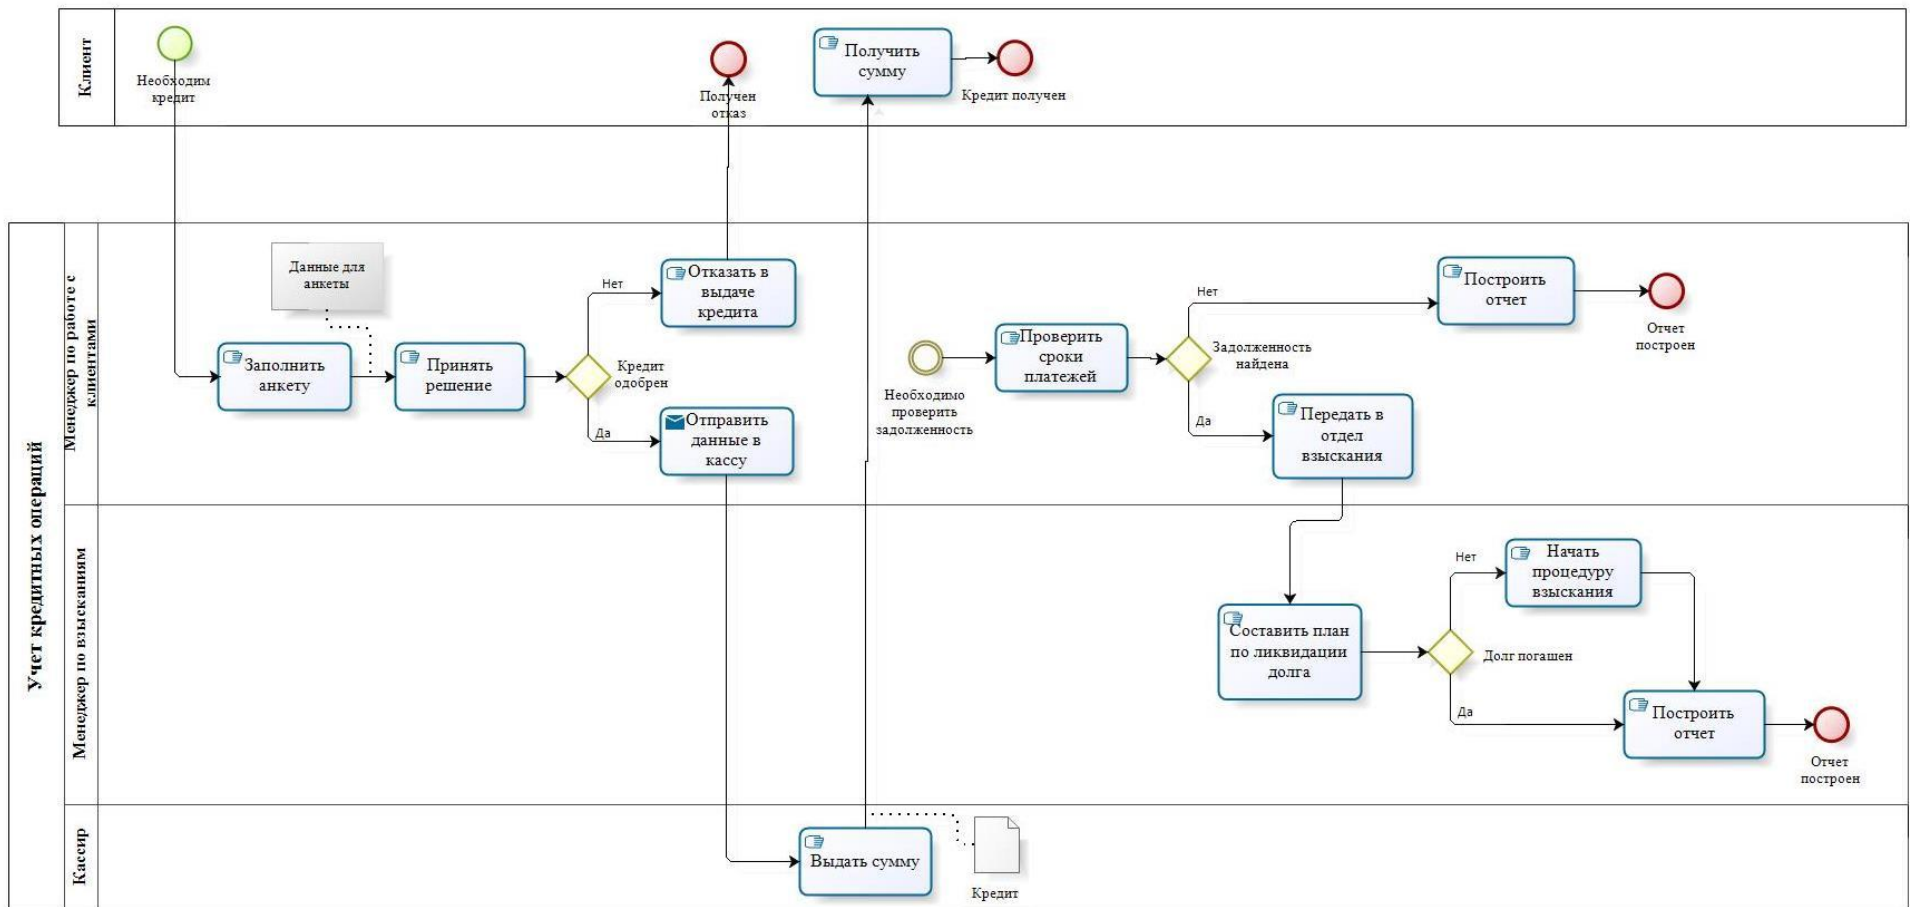 Клиент
Необходим
кредит
Получен
отказ
Получить
сумму
Кредит получен
Учет кредитных операций
Менеджер по работе с
клиентами
Данные для
анкеты
Заполнить
анкету
Принять
решение
Кредит
одобрен
Нет
Да
Отказать в
выдаче
кредита
Отправить
данные в
кассу
Необходимо
проверить
задолженность
Проверить
сроки
платежей
Задолженность
найдена
Нет
Да
Построить
отчет
Отчет
построен
Передать в
отдел
взыскания
Менеджер по взысканиям
Составить план
по ликвидации
долга
Долг погашен
Нет
Да
Начать
процедуру
взыскания
Построить
отчет
Отчет
построен
Кассир
Выдать сумму
Кредит